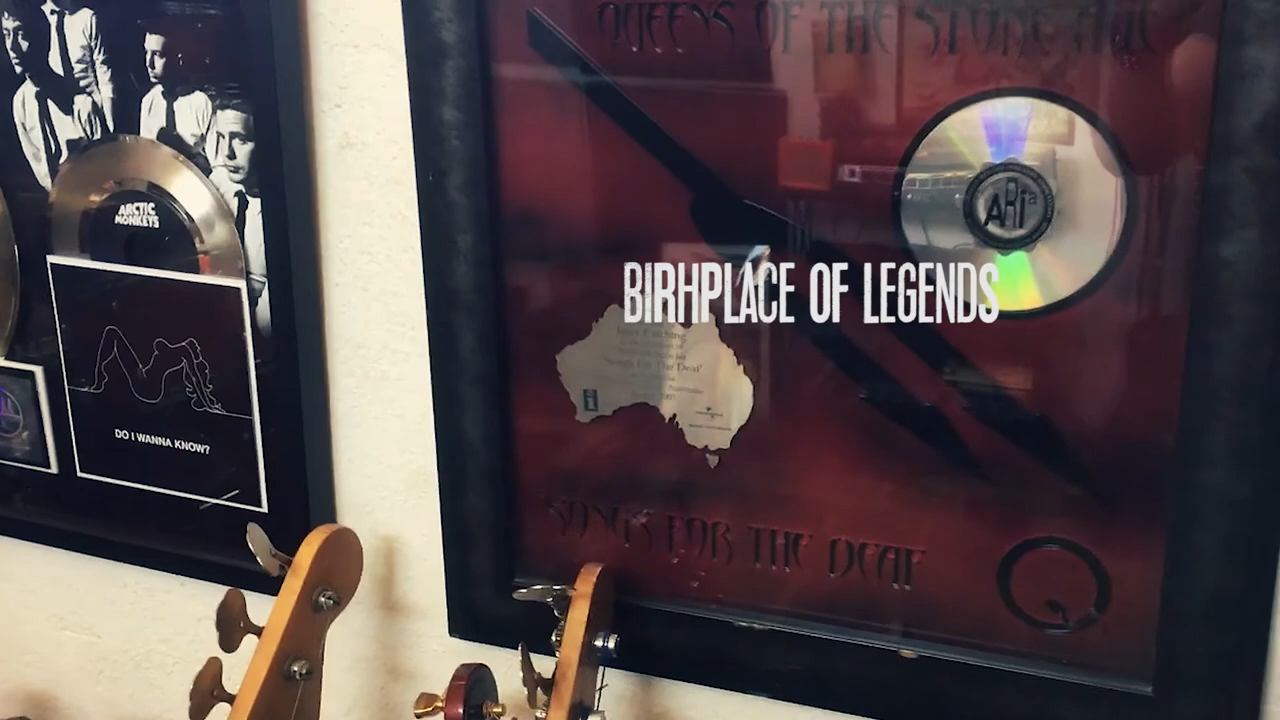 QUEENS OF THE STONE AGE
ARCTIC
MONKEYS
ARIA
BIRHPLACE OF LEGENDS
DO I WANNA KNOW?
SONGS FOR THE DEAF